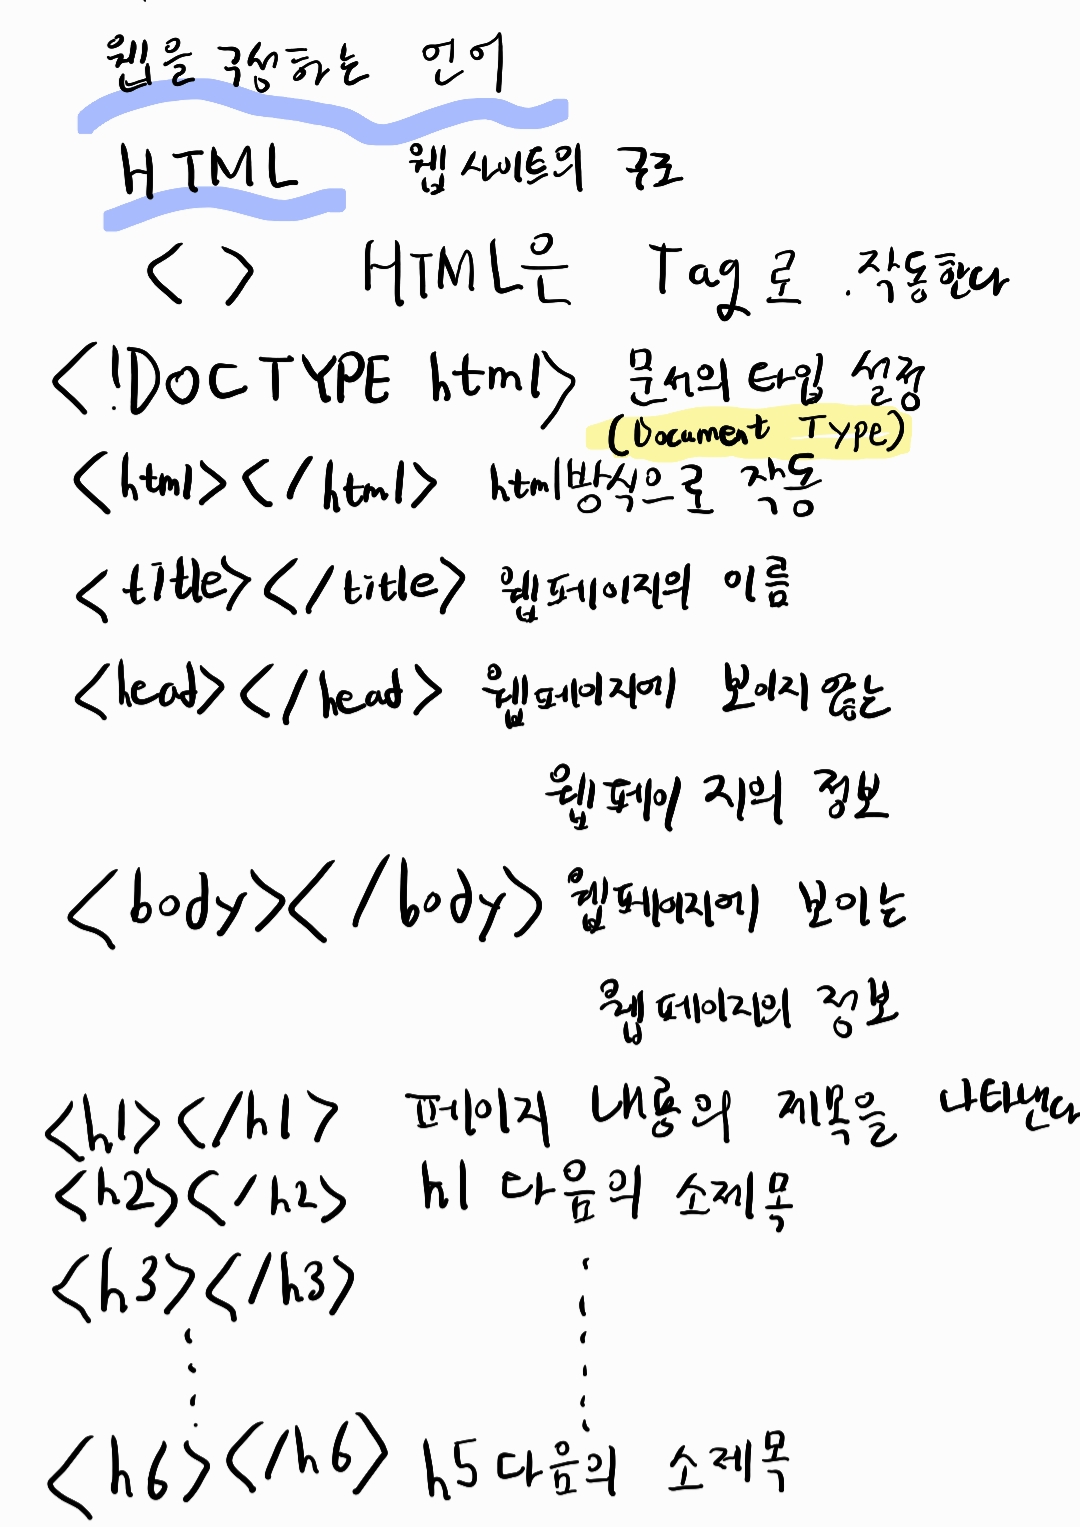 웹을 구성하는 언어
HTML 웹 사이트의 구조
< > HTML은 Tag로 작동한다
<!DOCTYPE html> 문서의 타입 설정
(Document Type)
<html></html> html방식으로 작동
<title></title> 웹페이지의 이름
<head></head> 웹페이지에 보이지 않는
웹페이지의 정보
<body></body> 웹페이지에 보이는
웹페이지의 정보
<h1></h1> 페이지 내용의 제목을 나타낸다
<h2></h2> h1 다음의 소제목
<h3></h3>
<h6></h6> h5 다음의 소제목